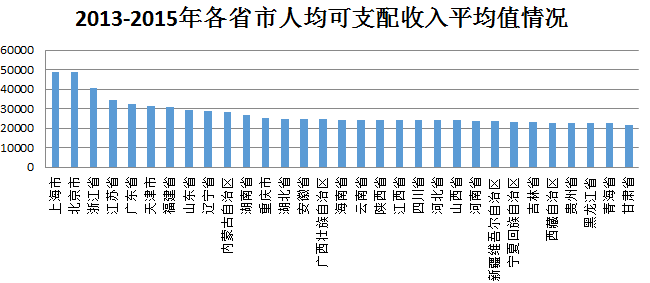 2013-2015年各省市人均可支配收入平均值情况
60000
50000
40000
30000
20000
10000
0
上海市
北京市
浙江省
江苏省
广东省
天津市
福建省
山东省
辽宁省
内蒙古自治区
湖南省
重庆市
湖北省
安徽省
广西壮族自治区
海南省
云南省
陕西省
江西省
四川省
河北省
山西省
河南省
新疆维吾尔自治区
宁夏回族自治区
吉林省
西藏自治区
贵州省
黑龙江省
青海省
甘肃省